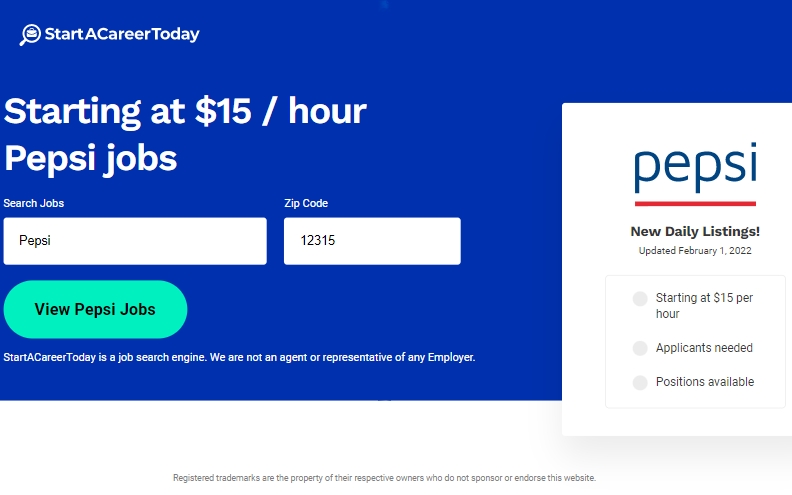 StartACareerToday
Starting at $15 / hour
Pepsi jobs
Search Jobs
Zip Code
Pepsi
12315
View Pepsi Jobs
StartACareerToday is a job search engine. We are not an agent or representative of any Employer.
pepsi
New Daily Listings!
Updated February 1, 2022
Starting at $15 per
hour
Applicants needed
Positions available
Registered trademarks are the property of their respective owners who do not sponsor or endorse this website.